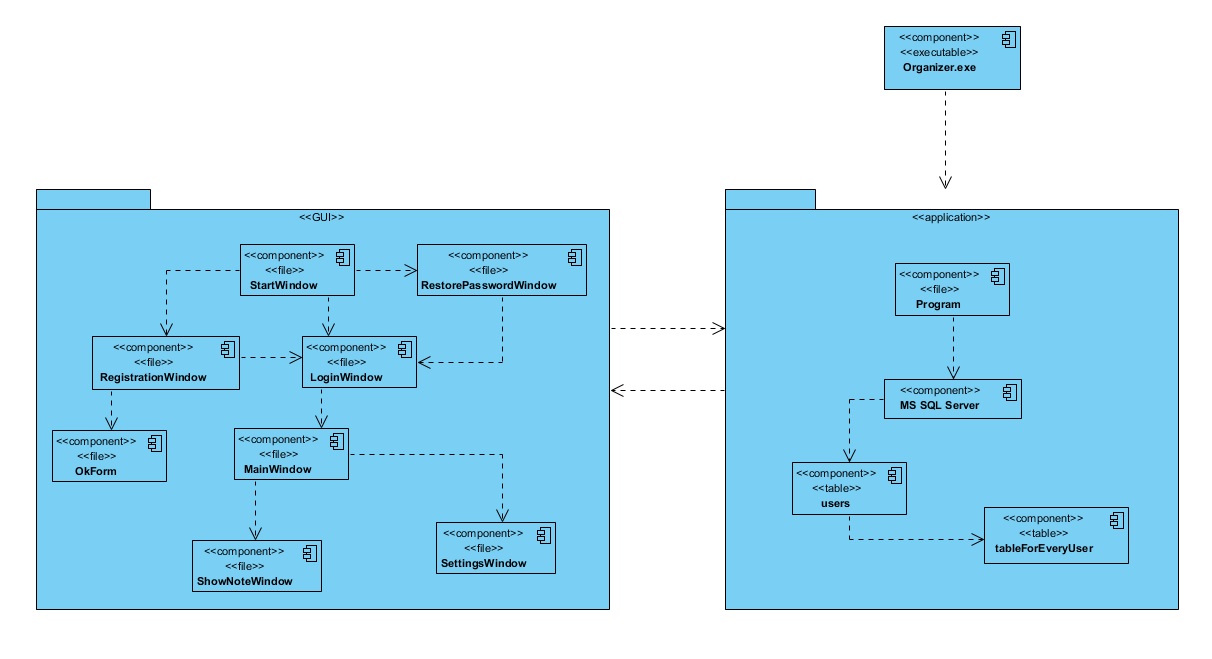 <<component>>
<<executable>>
Organizer.exe
<<GUI>>
<<component>>
<<file>>
StartWindow
<<component>>
<<file>>
RestorePasswordWindow
<<component>>
<<file>>
RegistrationWindow
<<component>>
<<file>>
LoginWindow
<<component>>
<<file>>
OkForm
<<component>>
<<file>>
MainWindow
<<component>>
<<file>>
ShowNoteWindow
<<component>>
<<file>>
SettingsWindow
<<application>>
<<component>>
<<file>>
Program
<<component>>
MS SQL Server
<<component>>
<<table>>
users
<<component>>
<<table>>
tableForEveryUser